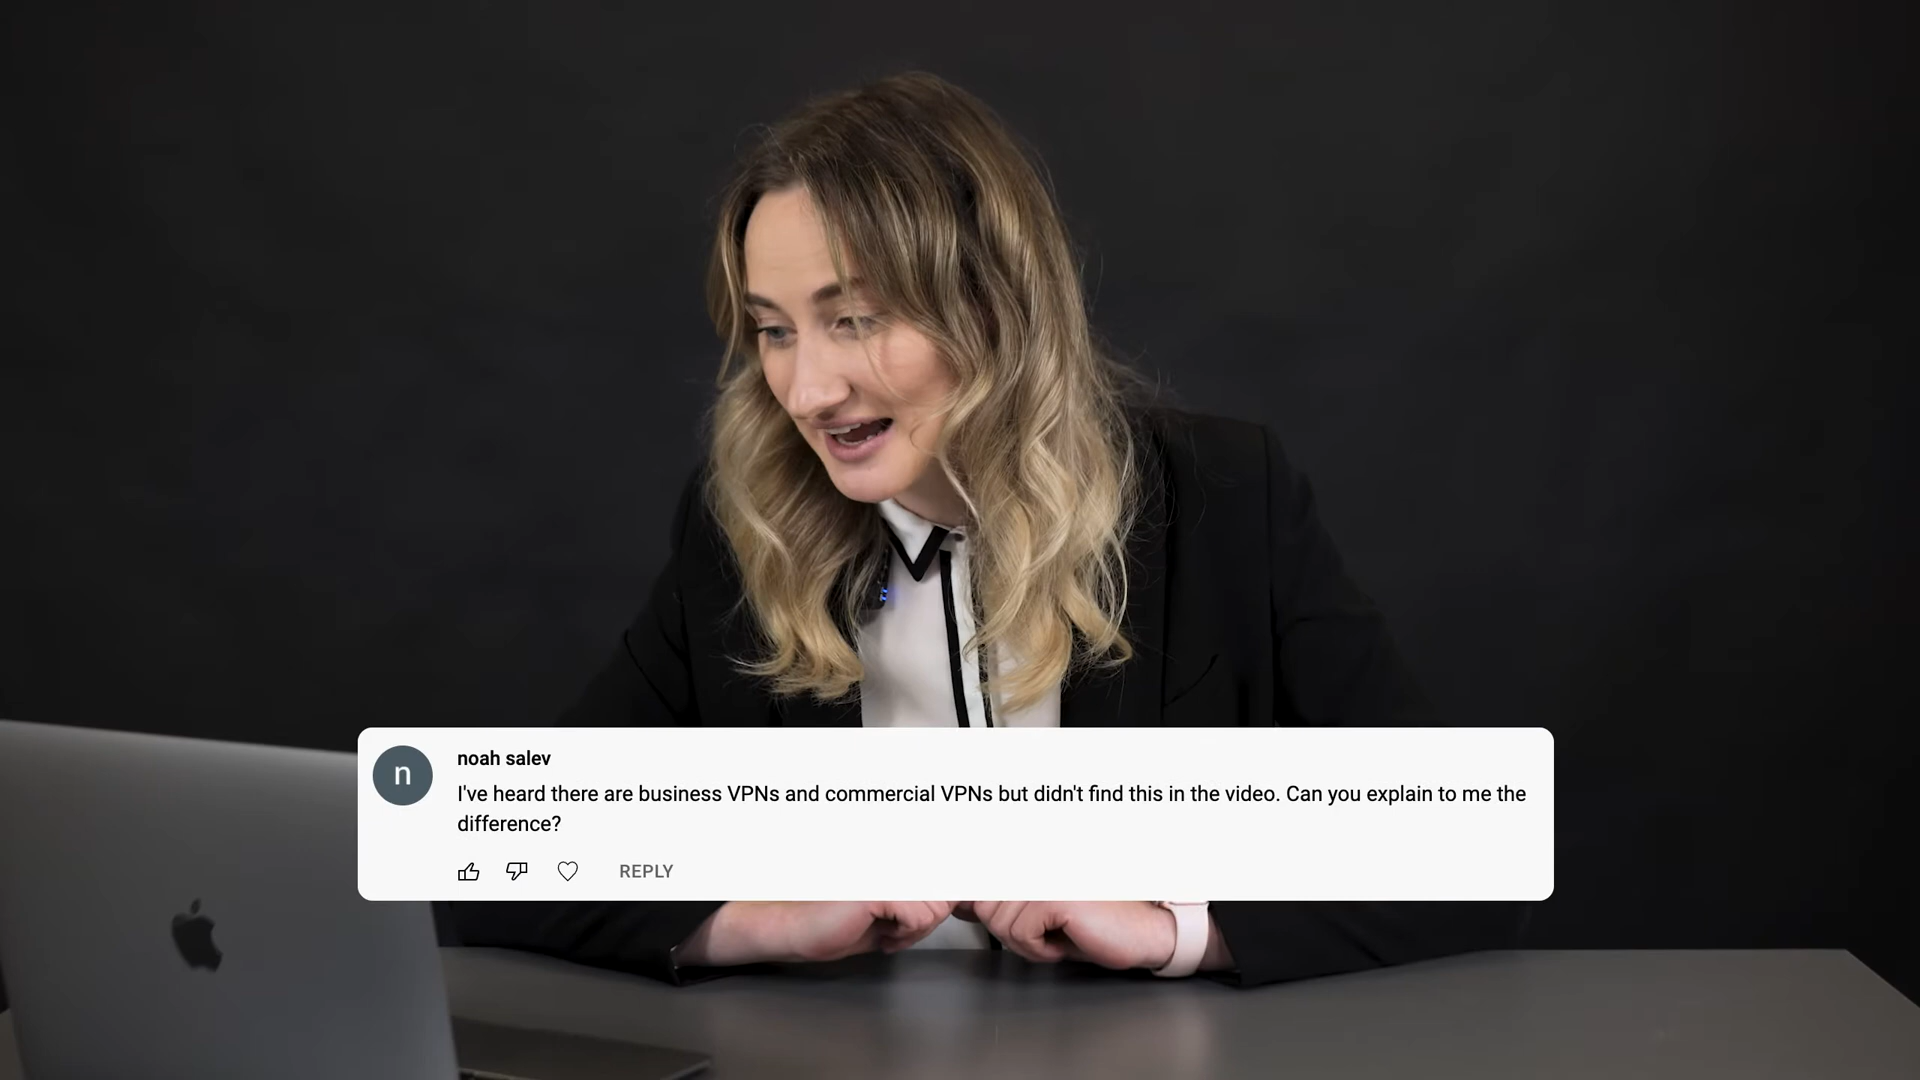 n
noah salev
I've heard there are business VPNs and commercial VPNs but didn't find this in the video. Can you explain to me the
difference?
REPLY